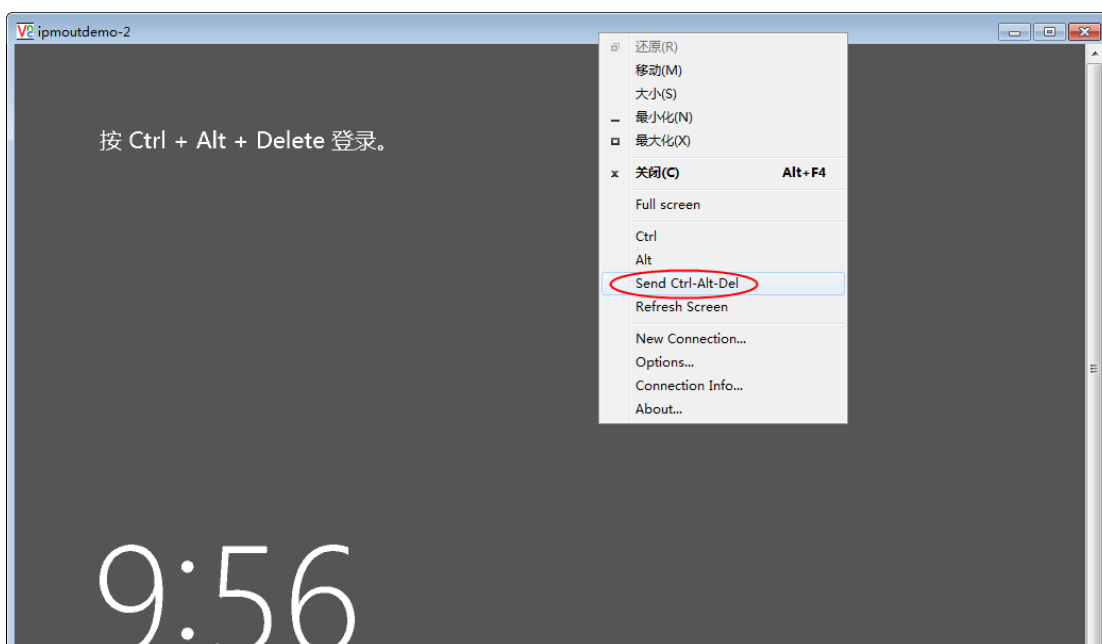 ipmoutdemo-2
按 Ctrl + Alt + Delete 登录。
还原(R)
移动(M)
大小(S)
最小化(N)
最大化(X)
关闭(C) Alt+F4
Full screen
Ctrl
Alt
Send Ctrl-Alt-Del
Refresh Screen
New Connection...
Options...
Connection Info...
About...
9:56